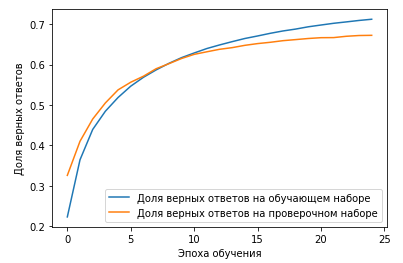 0.7
0.6
0.5
0.4
0.3
0.2
Доля верных ответов
Доля верных ответов на обучающем наборе
Доля верных ответов на проверочном наборе
0 5 10 15 20 25
Эпоха обучения